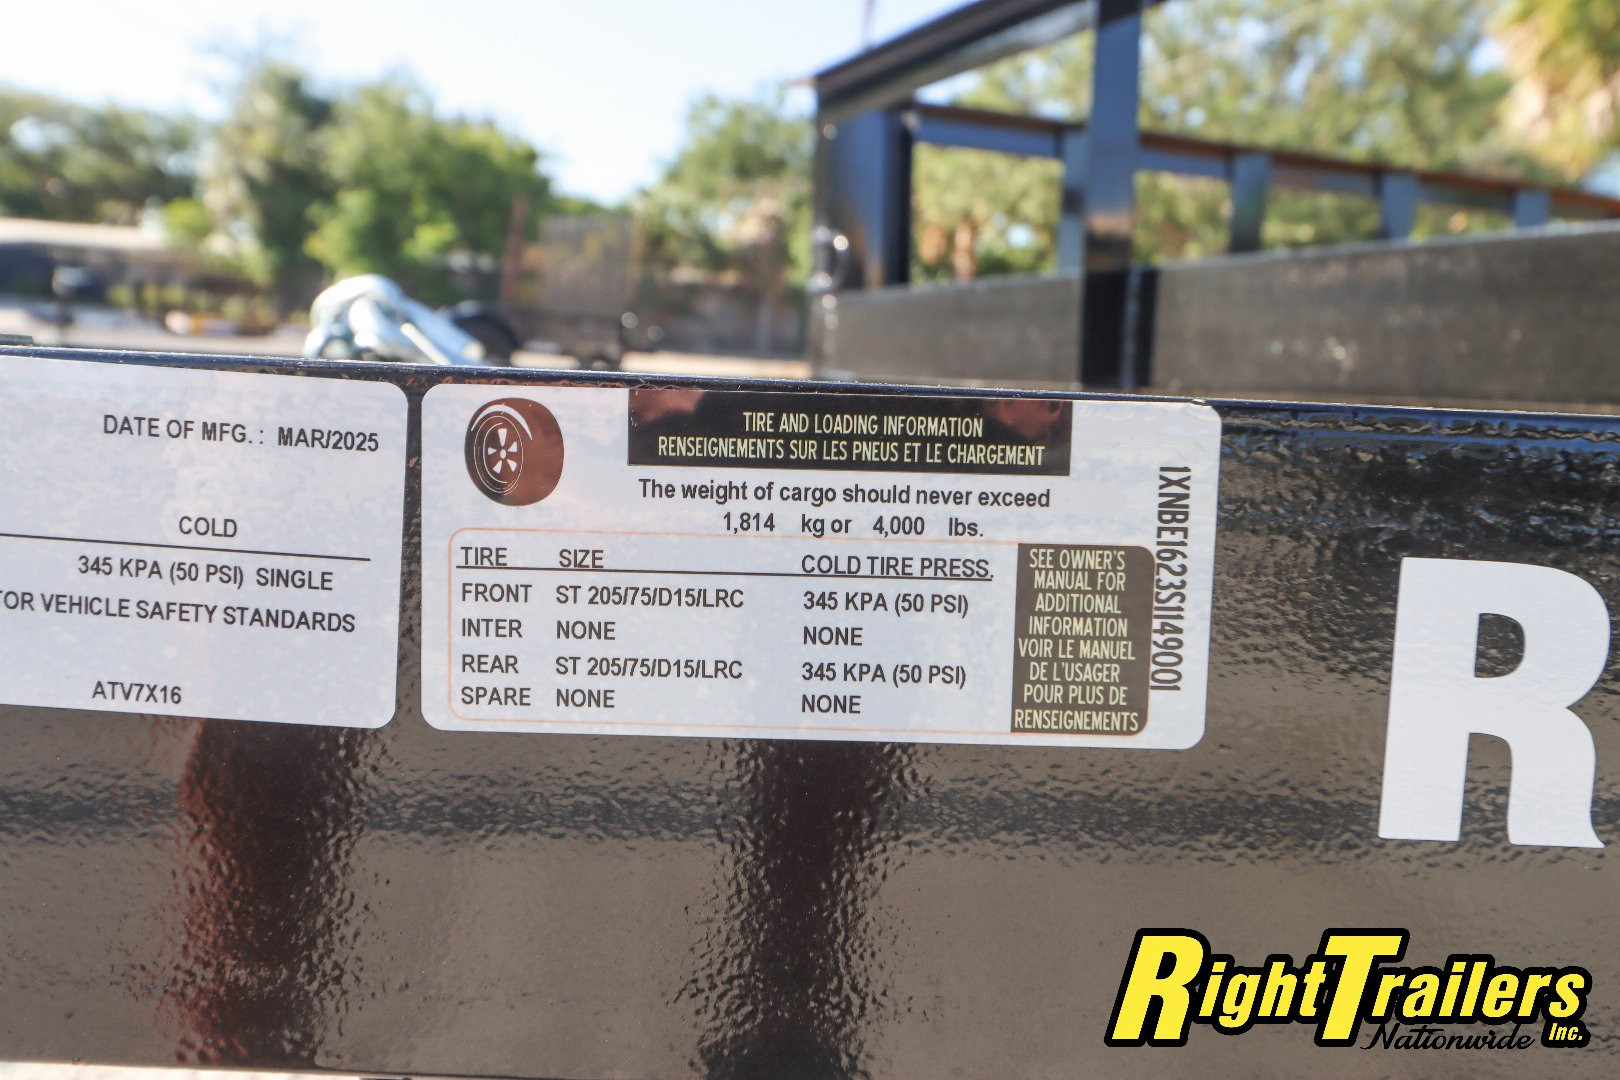 DATE OF MFG. : MAR/2025
COLD
345 KPA (50 PSI) SINGLE
OR VEHICLE SAFETY STANDARDS
ATV7X16
TIRE AND LOADING INFORMATION
RENSEIGNEMENTS SUR LES PNEUS ET LE CHARGEMENT
The weight of cargo should never exceed
1,814 kg or 4,000 lbs.
TIRE SIZE COLD TIRE PRESS.
FRONT ST 205/75/D15/LRC 345 KPA (50 PSI)
INTER NONE NONE
REAR ST 205/75/D15/LRC 345 KPA (50 PSI)
SPARE NONE NONE
SEE OWNER'S
MANUAL FOR
ADDITIONAL
INFORMATION
VOIR LE MANUEL
DE L'USAGER
POUR PLUS DE
RENSEIGNEMENTS
1XNBE1623S1149001
R
RightTrailers
Nationwide Inc.